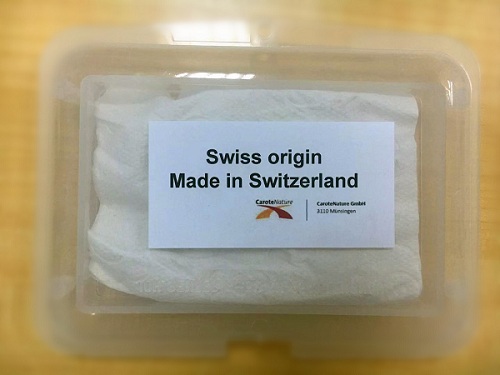 Swiss origin
Made in Switzerland
CaroteNature
CaroteNature GmbH
3110 Münsingen